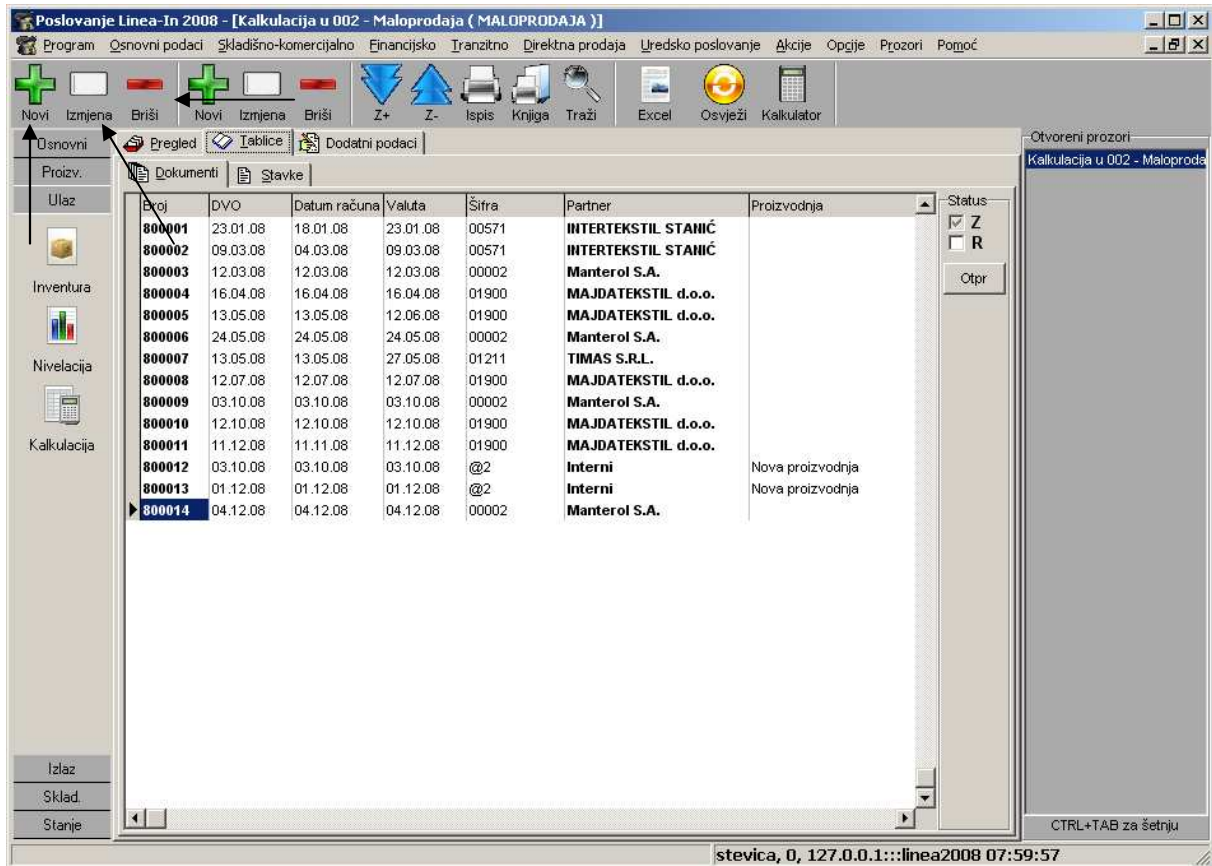 Poslovanje Linea-In 2008 - [Kalkulacija u 002 - Maloprodaja ( MALOPRODAJA )]
Program Osnovni podaci Skladišno-komercijalno Financijsko Tranzitno Direktna prodaja Uredsko poslovanje Akcije Opcije Prozori Pomoć
Novi Izmjena Briši Novi Izmjena Briši Z+ Z- Ispis Knjiga Traži Excel Osvježi Kalkulator
Osnovni
Proizv.
Ulaz
Inventura
Nivelacija
Kalkulacija
Izlaz
Sklad.
Stanje
Pregled Tablice Dodatni podaci
Dokumenti Stavke
Broj DVO Datum računa Valuta Šifra Partner Proizvodnja
800001 23.01.08 18.01.08 23.01.08 00571 INTERTEKSTIL STANIĆ
800002 09.03.08 04.03.08 09.03.08 00571 INTERTEKSTIL STANIĆ
800003 12.03.08 12.03.08 12.03.08 00002 Manterol S.A.
800004 16.04.08 16.04.08 16.04.08 01900 MAJDATEKSTIL d.o.o.
800005 13.05.08 13.05.08 12.06.08 01900 MAJDATEKSTIL d.o.o.
800006 24.05.08 24.05.08 24.05.08 00002 Manterol S.A.
800007 13.05.08 13.05.08 27.05.08 01211 TIMAS S.R.L.
800008 12.07.08 12.07.08 12.07.08 01900 MAJDATEKSTIL d.o.o.
800009 03.10.08 03.10.08 03.10.08 00002 Manterol S.A.
800010 12.10.08 12.10.08 12.10.08 01900 MAJDATEKSTIL d.o.o.
800011 11.12.08 11.11.08 11.12.08 01900 MAJDATEKSTIL d.o.o.
800012 03.10.08 03.10.08 03.10.08 @2 Interni Nova proizvodnja
800013 01.12.08 01.12.08 01.12.08 @2 Interni Nova proizvodnja
800014 04.12.08 04.12.08 04.12.08 00002 Manterol S.A.
Status
Z
R
Otpr
Otvoreni prozori
Kalkulacija u 002 - Maloproda
CTRL+TAB za šetnju
stevica, 0, 127.0.0.1:::linea2008 07:59:57